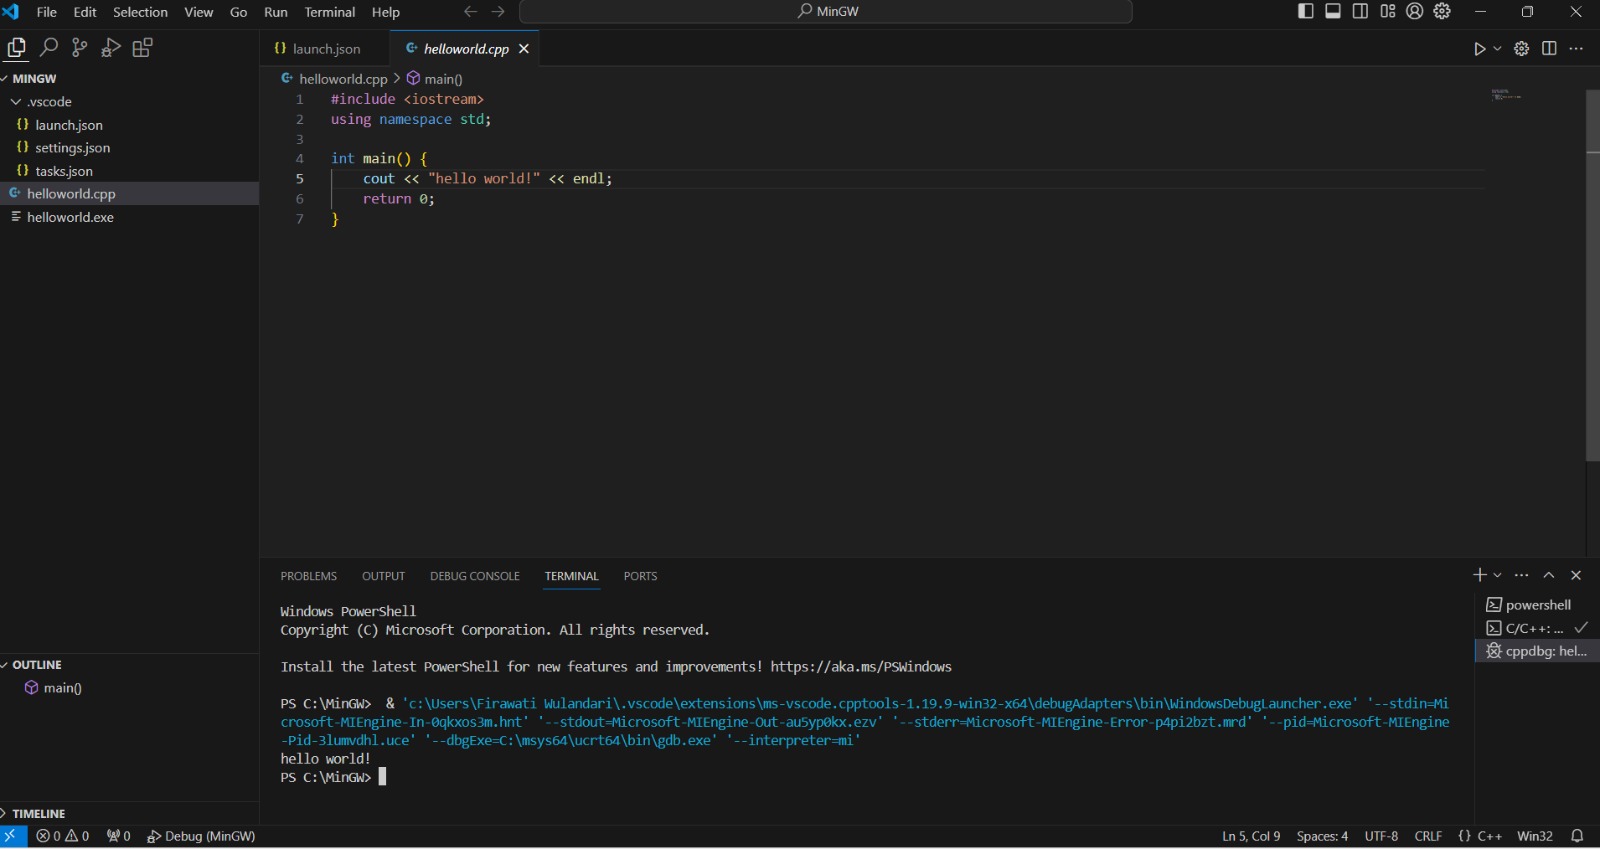 File Edit Selection View Go Run Terminal Help
MinGW
launch.json
helloworld.cpp
MINGW
.vscode
launch.json
settings.json
tasks.json
helloworld.cpp
helloworld.exe
helloworld.cpp > main()
1 #include <iostream>
2 using namespace std;
3
4 int main() {
5 cout << "hello world!" << endl;
6 return 0;
7 }
PROBLEMS OUTPUT DEBUG CONSOLE TERMINAL PORTS
Windows PowerShell
Copyright (C) Microsoft Corporation. All rights reserved.
Install the latest PowerShell for new features and improvements! https://aka.ms/PSWindows
PS C:\MinGW>  & 'c:\Users\Firawati Wulandari\.vscode\extensions\ms-vscode.cpptools-1.19.9-win32-x64\debugAdapters\bin\WindowsDebugLauncher.exe' '--stdin=Mi
crosoft-MIEngine-In-0qkxos3m.hnt' '--stdout=Microsoft-MIEngine-Out-au5yp0kx.ezv' '--stderr=Microsoft-MIEngine-Error-p4pi2bzt.mrd' '--pid=Microsoft-MIEngine
-Pid-3lumvdhl.uce' '--dbgExe=C:\msys64\ucrt64\bin\gdb.exe' '--interpreter=mi'
hello world!
PS C:\MinGW>
powershell
C/C++: ...
cppdbg: hel...
OUTLINE
main()
TIMELINE
0 0 0 Debug (MinGW)
Ln 5, Col 9 Spaces: 4 UTF-8 CRLF {} C++ Win32